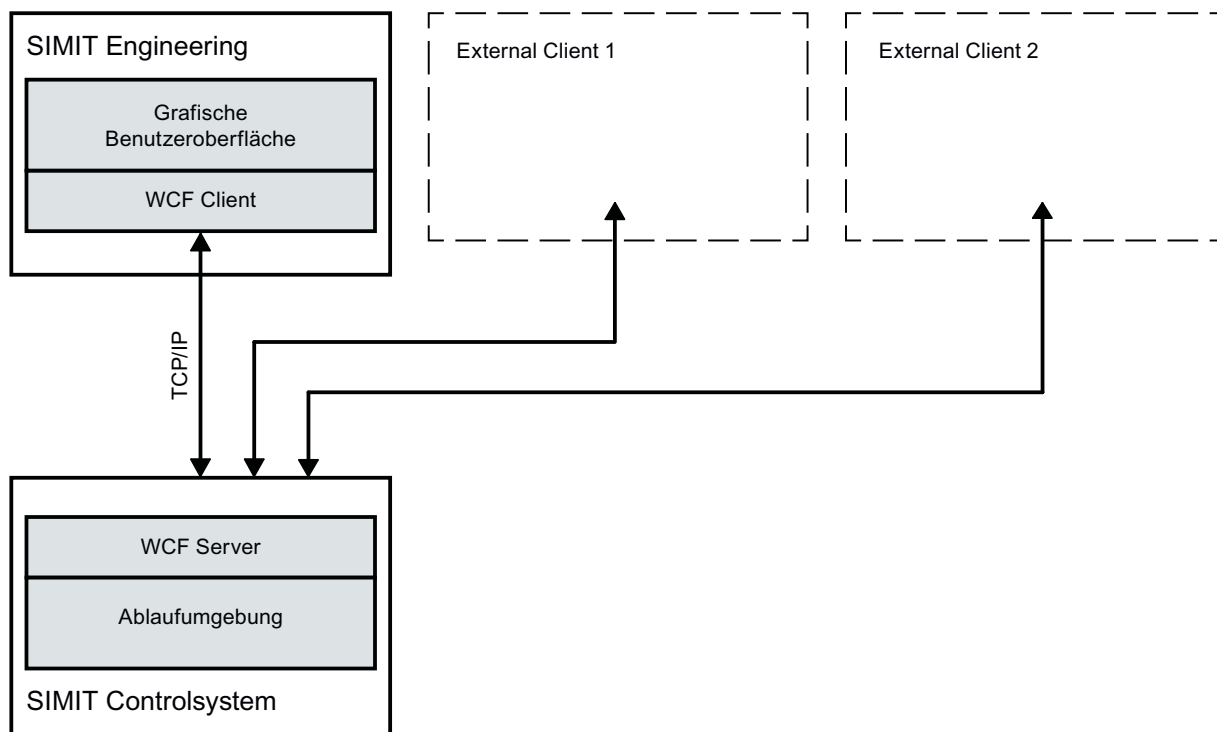 SIMIT Engineering
Grafische
Benutzeroberfläche
WCF Client
External Client 1
External Client 2
TCP/IP
WCF Server
Ablaufumgebung
SIMIT Controlsystem